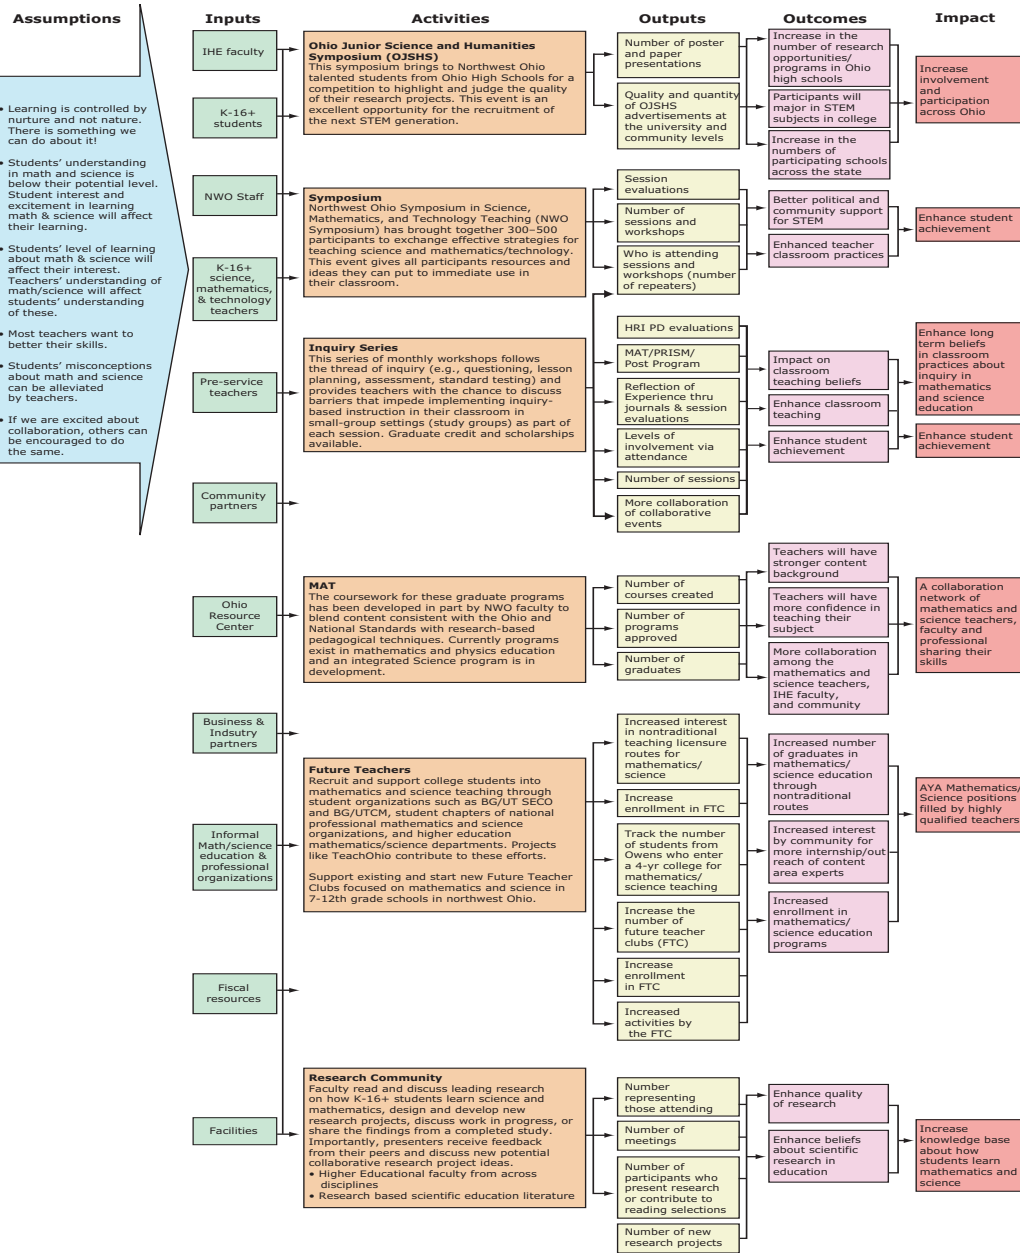 Assumptions
Inputs
Activities
Outputs
Outcomes
Impact
• Learning is controlled by
nurture and not nature.
There is something we
can do about it!
• Students’ understanding
in math and science is
below their potential level.
Student interest and
excitement in learning
math & science will affect
their learning.
• Students’ level of learning
about math & science will
affect their interest.
Teachers’ understanding of
math/science will affect
students’ understanding
of these.
• Most teachers want to
better their skills.
• Students’ misconceptions
about math and science
can be alleviated
by teachers.
• If we are excited about
collaboration, others can
be encouraged to do
the same.
IHE faculty
K-16+
students
NWO Staff
K-16+
science,
mathematics,
& technology
teachers
Pre-service
teachers
Community
partners
Ohio
Resource
Center
Business &
Indsutry
partners
Informal
Math/science
education &
professional
organizations
Fiscal
resources
Facilities
Ohio Junior Science and Humanities
Symposium (OJSHS)
This symposium brings to Northwest Ohio
talented students from Ohio High Schools for a
competition to highlight and judge the quality
of their research projects. This event is an
excellent opportunity for the recruitment of
the next STEM generation.
Number of poster
and paper
presentations
Quality and quantity
of OJSHS
advertisements at
the university and
community levels
Increase in the
number of research
opportunities/
programs in Ohio
high schools
Participants will
major in STEM
subjects in college
Increase in the
numbers of
participating schools
across the state
Increase
involvement
and
participation
across Ohio
Symposium
Northwest Ohio Symposium in Science,
Mathematics, and Technology Teaching (NWO
Symposium) has brought together 300–500
participants to exchange effective strategies for
teaching science and mathematics/technology.
This event gives all participants resources and
ideas they can put to immediate use in
their classroom.
Session
evaluations
Number of
sessions and
workshops
Who is attending
sessions and
workshops (number
of repeaters)
Better political and
community support
for STEM
Enhanced teacher
classroom practices
Enhance student
achievement
Inquiry Series
This series of monthly workshops follows
the thread of inquiry (e.g., questioning, lesson
planning, assessment, standard testing) and
provides teachers with the chance to discuss
barriers that impede implementing inquiry-
based instruction in their classroom in
small-group settings (study groups) as part of
each session. Graduate credit and scholarships
available.
HRI PD evaluations
MAT/PRISM/
Post Program
Reflection of
Experience thru
journals & session
evaluations
Levels of
involvement via
attendance
Number of sessions
More collaboration
of collaborative
events
Impact on
classroom
teaching beliefs
Enhance classroom
teaching
Enhance student
achievement
Enhance long
term beliefs
in classroom
practices about
inquiry in
mathematics
and science
education
Enhance student
achievement
MAT
The coursework for these graduate programs
has been developed in part by NWO faculty to
blend content consistent with the Ohio and
National Standards with research-based
pedagogical techniques. Currently programs
exist in mathematics and physics education
and an integrated Science program is in
development.
Number of
courses created
Number of
programs
approved
Number of
graduates
Teachers will have
stronger content
background
Teachers will have
more confidence in
teaching their
subject
More collaboration
among the
mathematics and
science teachers,
IHE faculty,
and community
A collaboration
network of
mathematics and
science teachers,
faculty and
professional
sharing their
skills
Future Teachers
Recruit and support college students into
mathematics and science teaching through
student organizations such as BG/UT SECO
and BG/UTCM, student chapters of national
professional mathematics and science
organizations, and higher education
mathematics/science departments. Projects
like TeachOhio contribute to these efforts.
Support existing and start new Future Teacher
Clubs focused on mathematics and science in
7-12th grade schools in northwest Ohio.
Increased interest
in nontraditional
teaching licensure
routes for
mathematics/
science
Increase
enrollment in FTC
Track the number
of students from
Owens who enter
a 4-yr college for
mathematics/
science teaching
Increase the
number of
future teacher
clubs (FTC)
Increase
enrollment
in FTC
Increased
activities by
the FTC
Increased number
of graduates in
mathematics/
science education
through
nontraditional
routes
Increased interest
by community for
more internship/out
reach of content
area experts
Increased
enrollment in
mathematics/
science education
programs
AYA Mathematics/
Science positions
filled by highly
qualified teachers
Research Community
Faculty read and discuss leading research
on how K-16+ students learn science and
mathematics, design and develop new
research projects, discuss work in progress, or
share the findings from a completed study.
Importantly, presenters receive feedback
from their peers and discuss new potential
collaborative research project ideas.
• Higher Educational faculty from across
disciplines
• Research based scientific education literature
Number
representing
those attending
Number of
meetings
Number of
participants who
present research
or contribute to
reading selections
Number of new
research projects
Enhance quality
of research
Enhance beliefs
about scientific
research in
education
Increase
knowledge base
about how
students learn
mathematics and
science